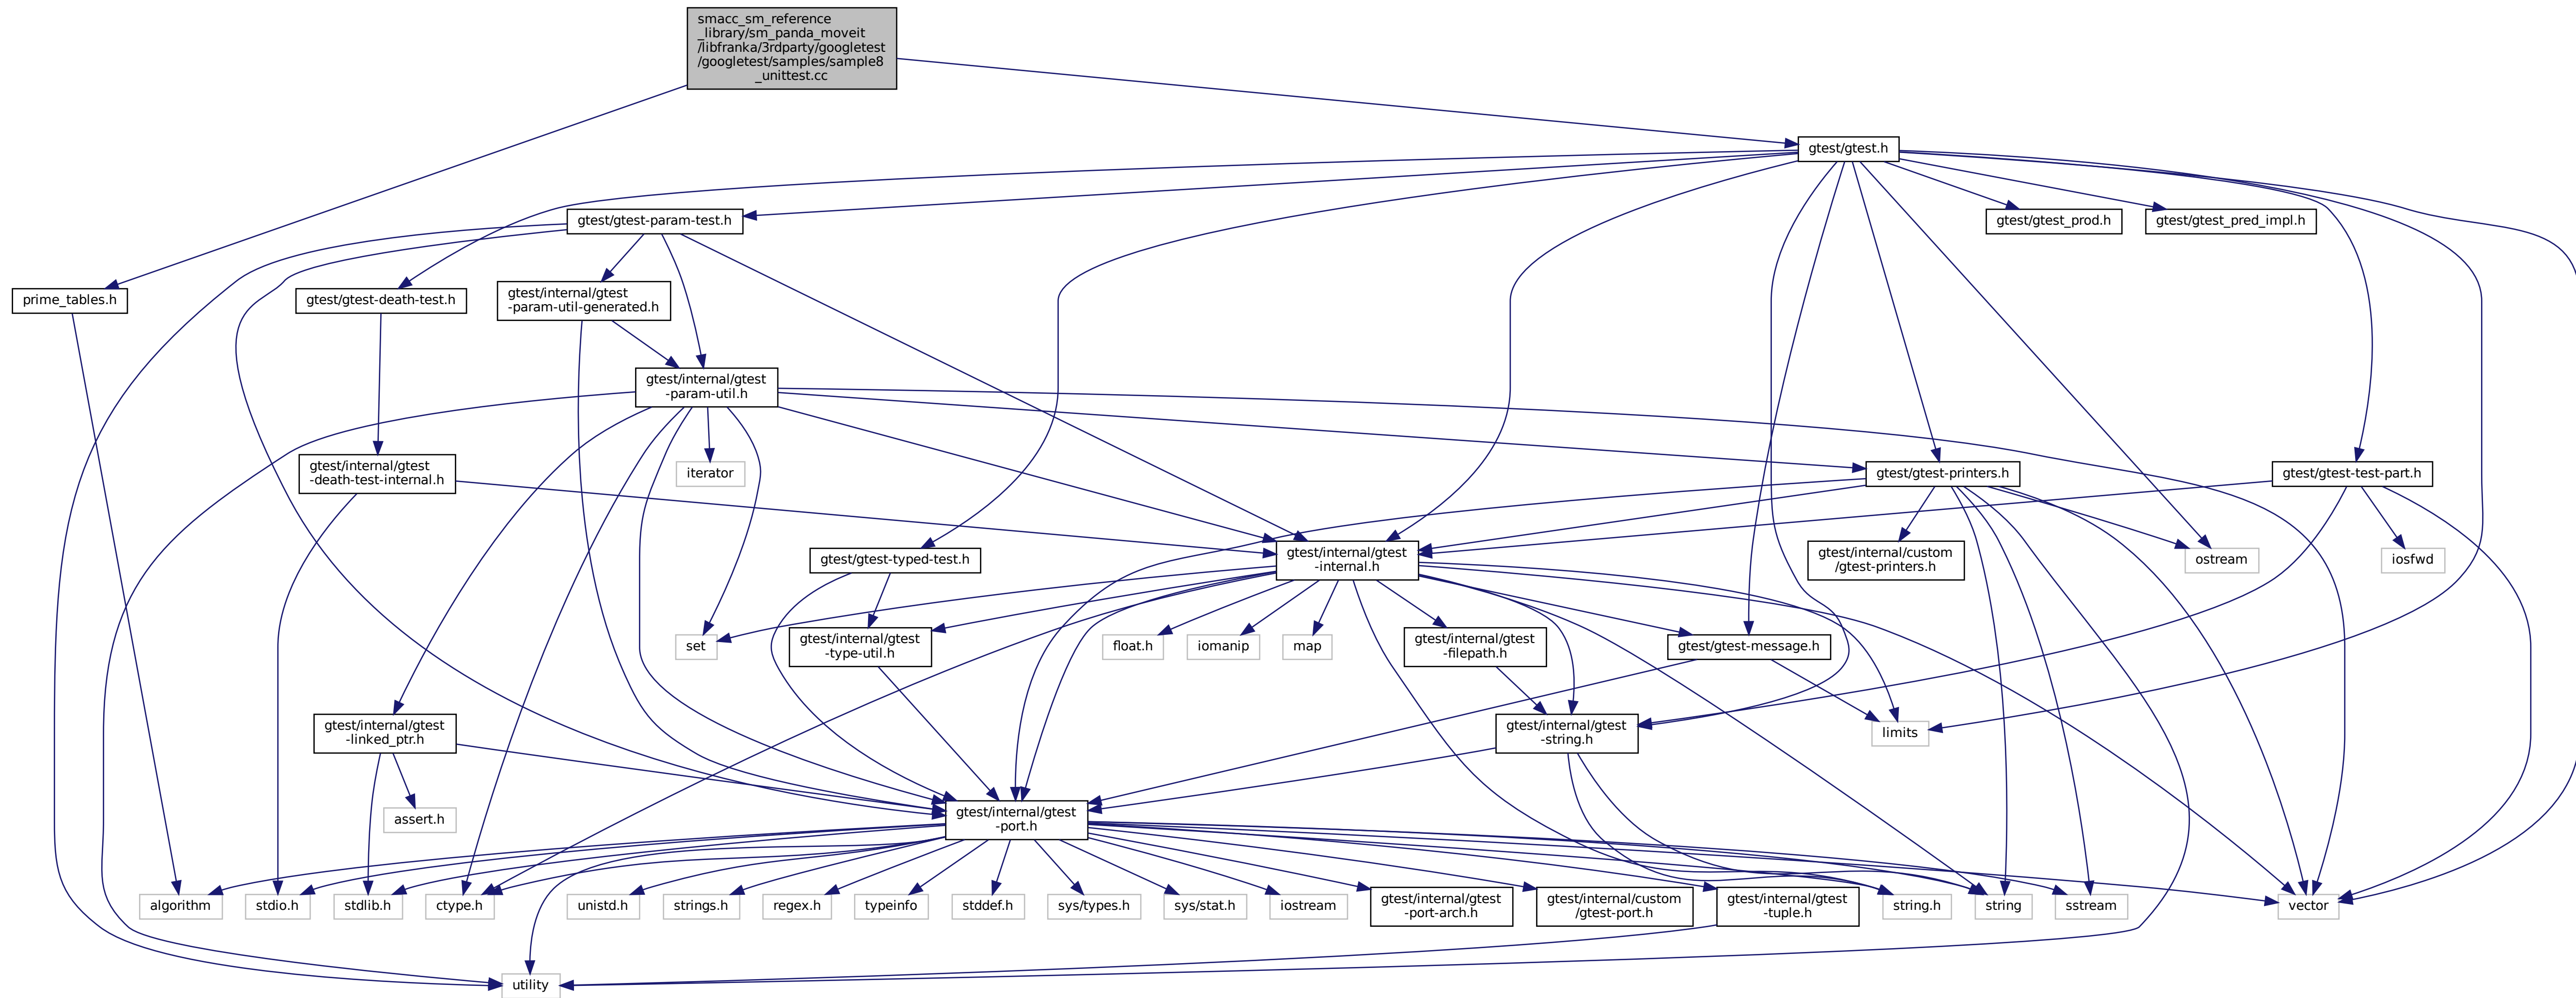 smacc_sm_reference
_library/sm_panda_moveit
/libfranka/3rdparty/googletest
/googletest/samples/sample8
_unittest.cc
gtest/gtest.h
gtest/gtest-param-test.h
gtest/gtest_prod.h
gtest/gtest_pred_impl.h
prime_tables.h
gtest/gtest-death-test.h
gtest/internal/gtest
-param-util-generated.h
gtest/internal/gtest
-param-util.h
gtest/internal/gtest
-death-test-internal.h
iterator
gtest/gtest-printers.h
gtest/gtest-test-part.h
gtest/gtest-typed-test.h
gtest/internal/gtest
-internal.h
gtest/internal/custom
/gtest-printers.h
ostream
iosfwd
set
gtest/internal/gtest
-type-util.h
float.h
iomanip
map
gtest/internal/gtest
-filepath.h
gtest/gtest-message.h
gtest/internal/gtest
-linked_ptr.h
gtest/internal/gtest
-string.h
limits
assert.h
gtest/internal/gtest
-port.h
algorithm
stdio.h
stdlib.h
ctype.h
unistd.h
strings.h
regex.h
typeinfo
stddef.h
sys/types.h
sys/stat.h
iostream
gtest/internal/gtest
-port-arch.h
gtest/internal/custom
/gtest-port.h
gtest/internal/gtest
-tuple.h
string.h
string
sstream
vector
utility